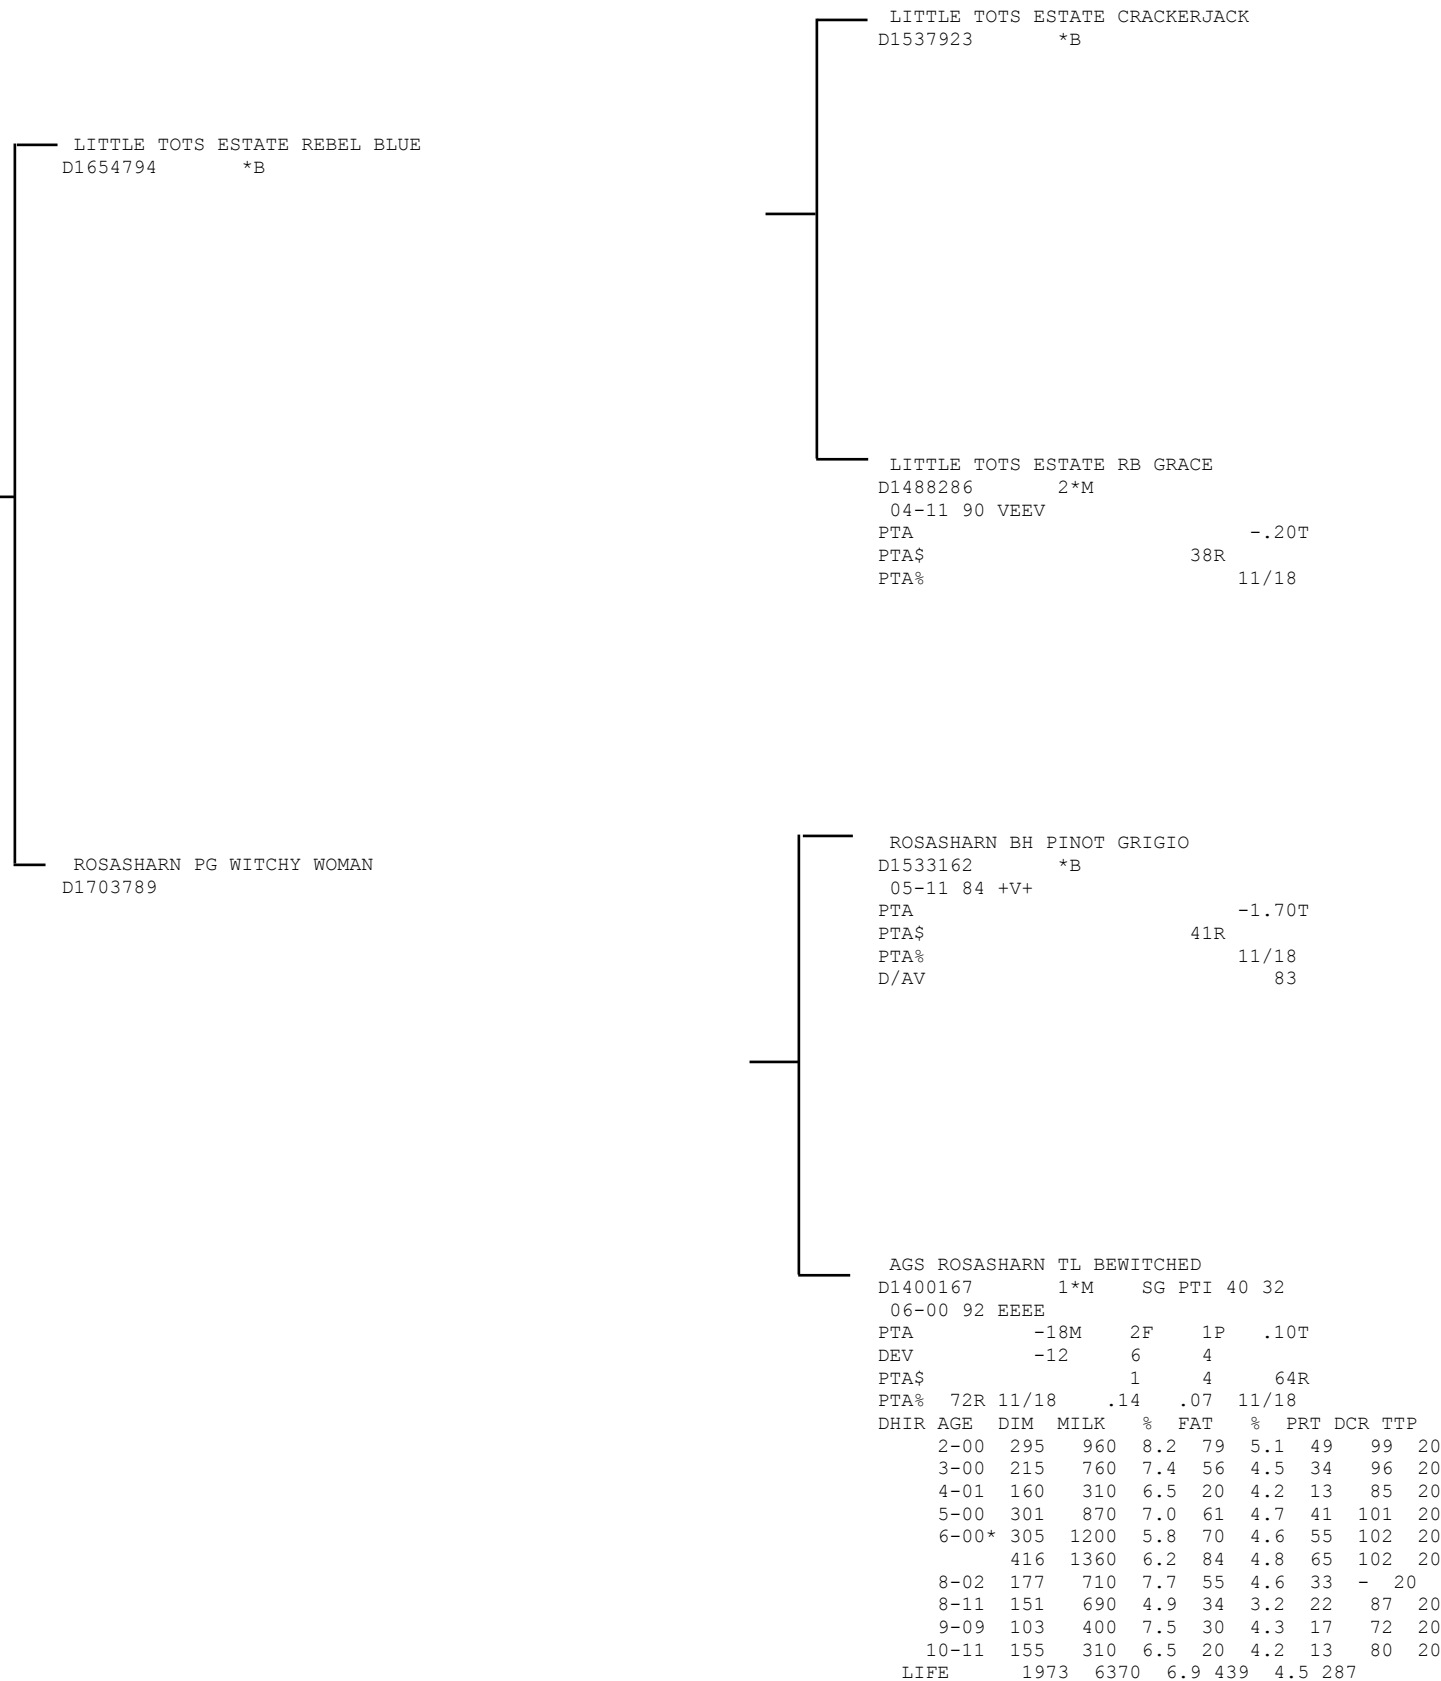 LITTLE TOTS ESTATE CRACKERJACK
D1537923 *B
LITTLE TOTS ESTATE REBEL BLUE
D1654794 *B
LITTLE TOTS ESTATE RB GRACE
D1488286 2*M
04-11 90 VEEV
PTA -.20T
PTA$ 38R
PTA% 11/18
ROSASHARN BH PINOT GRIGIO
D1533162 *B
05-11 84 +V+
PTA -1.70T
PTA$ 41R
PTA% 11/18
D/AV 83
ROSASHARN PG WITCHY WOMAN
D1703789
AGS ROSASHARN TL BEWITCHED
D1400167 1*M SG PTI 40 32
06-00 92 EEEE
PTA -18M 2F 1P .10T
DEV -12 6 4
PTA$ 1 4 64R
PTA% 72R 11/18 .14 .07 11/18
DHIR AGE DIM MILK % FAT % PRT DCR TTP
2-00 295 960 8.2 79 5.1 49 99 20
3-00 215 760 7.4 56 4.5 34 96 20
4-01 160 310 6.5 20 4.2 13 85 20
5-00 301 870 7.0 61 4.7 41 101 20
6-00* 305 1200 5.8 70 4.6 55 102 20
416 1360 6.2 84 4.8 65 102 20
8-02 177 710 7.7 55 4.6 33 - 20
8-11 151 690 4.9 34 3.2 22 87 20
9-09 103 400 7.5 30 4.3 17 72 20
10-11 155 310 6.5 20 4.2 13 80 20
LIFE 1973 6370 6.9 439 4.5 287